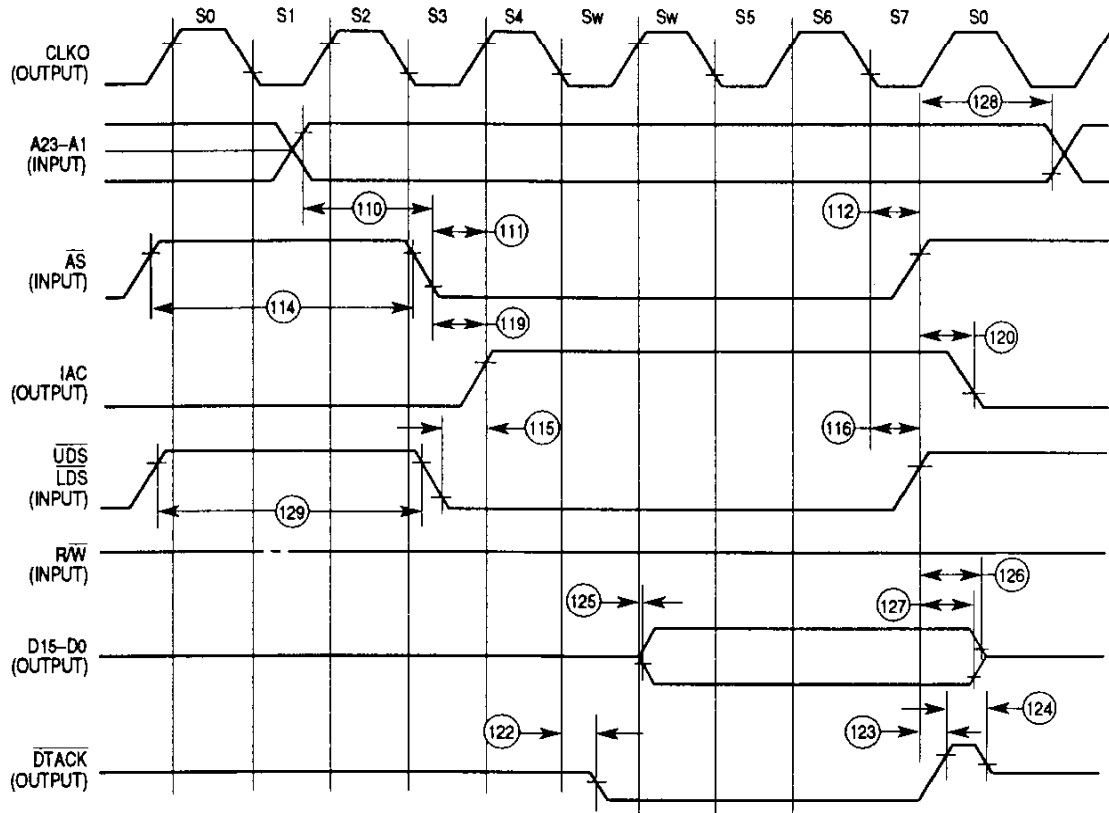 S0 S1 S2 S3 S4 Sw Sw S5 S6 S7 S0
CLKO
(OUTPUT)
128
A23–A1
(INPUT)
110
112
111
AS
(INPUT)
114
119
120
IAC
(OUTPUT)
115
116
UDS
LDS
(INPUT)
129
R/W
(INPUT)
126
125
127
D15–D0
(OUTPUT)
124
122
123
DTACK
(OUTPUT)